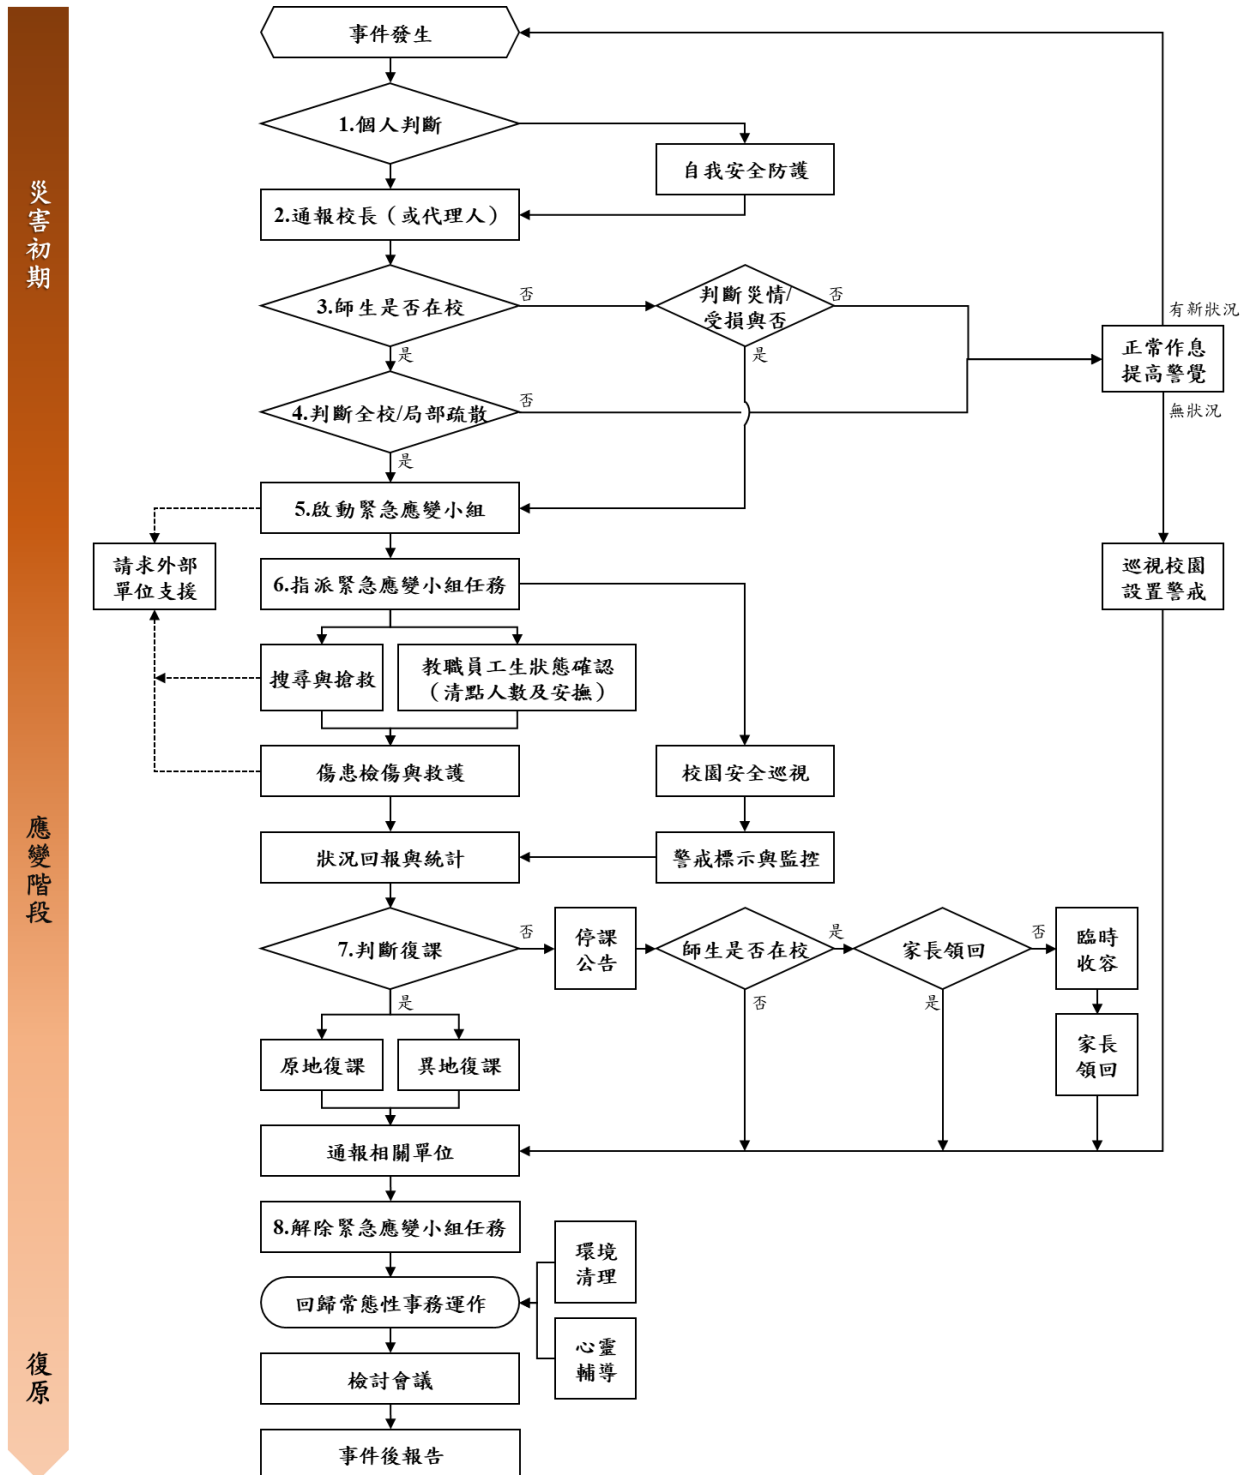 災害初期
應變階段
復原
事件發生
1.個人判斷
自我安全防護
2.通報校長（或代理人）
3.師生是否在校
否
是
判斷災情/
受損與否
否
是
有新狀況
正常作息
提高警覺
無狀況
4.判斷全校/局部疏散
否
是
5.啟動緊急應變小組
請求外部
單位支援
巡視校園
設置警戒
6.指派緊急應變小組任務
搜尋與搶救
教職員工生狀態確認
（清點人數及安撫）
傷患檢傷與救護
校園安全巡視
狀況回報與統計
警戒標示與監控
7.判斷復課
否
是
停課
公告
師生是否在校
是
否
家長領回
否
是
臨時
收容
家長
領回
原地復課
異地復課
通報相關單位
8.解除緊急應變小組任務
環境
清理
回歸常態性事務運作
心靈
輔導
檢討會議
事件後報告